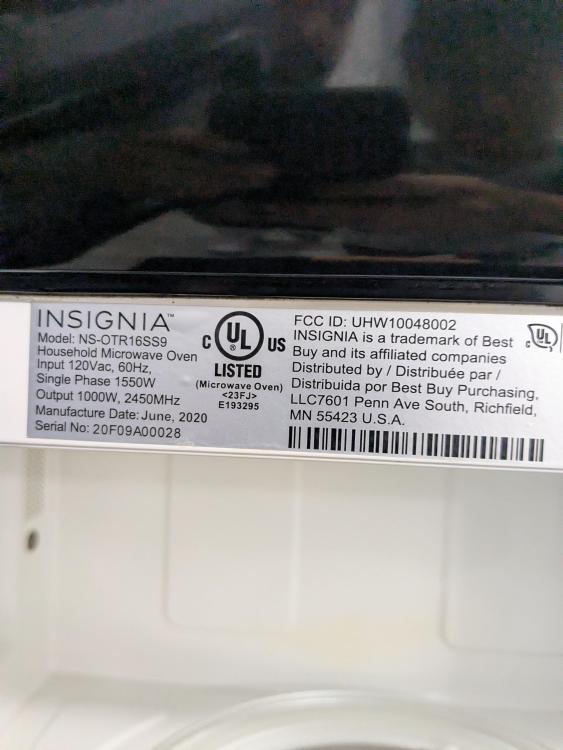 INSIGNIA™
Model: NS-OTR16SS9
Household Microwave Oven
Input 120Vac, 60Hz,
Single Phase 1550W
Output 1000W, 2450MHz
Manufacture Date: June, 2020
Serial No: 20F09A00028
C UL US
®
LISTED
(Microwave Oven)
<23FJ>
E193295
FCC ID: UHW10048002
INSIGNIA is a trademark of Best
Buy and its affiliated companies
Distributed by / Distribuée par /
Distribuida por Best Buy Purchasing,
LLC7601 Penn Ave South, Richfield,
MN 55423 U.S.A.
c UL